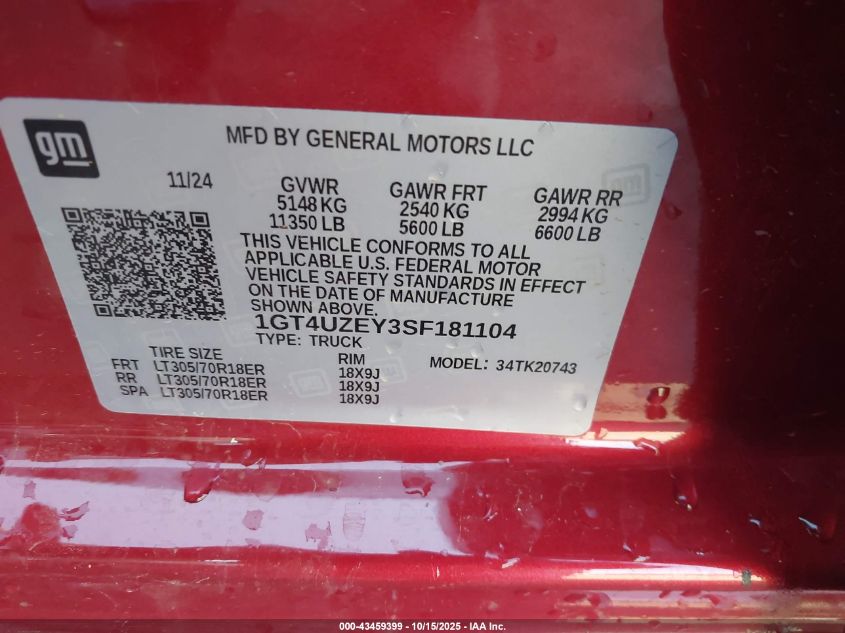 gm
MFD BY GENERAL MOTORS LLC
11/24
GVWR
5148 KG
11350 LB
GAWR FRT
2540 KG
5600 LB
GAWR RR
2994 KG
6600 LB
THIS VEHICLE CONFORMS TO ALL
APPLICABLE U.S. FEDERAL MOTOR
VEHICLE SAFETY STANDARDS IN EFFECT
ON THE DATE OF MANUFACTURE
SHOWN ABOVE.
1GT4UZEY3SF181104
TYPE: TRUCK
MODEL: 34TK20743
TIRE SIZE RIM
FRT LT305/70R18ER 18X9J
RR LT305/70R18ER 18X9J
SPA LT305/70R18ER 18X9J
000-43459399 - 10/15/2025 - IAA Inc.